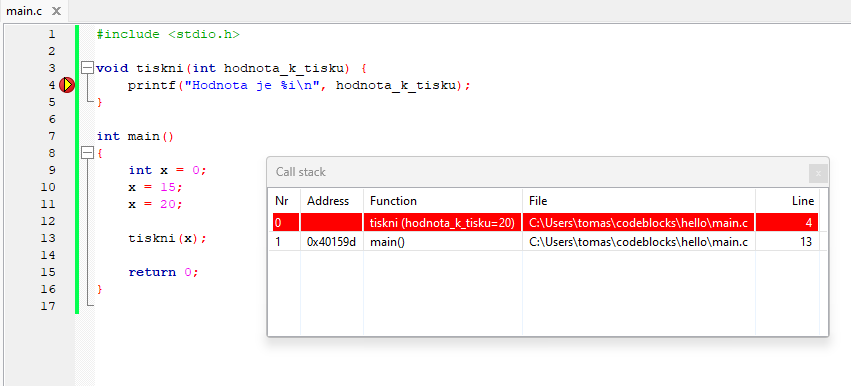 main.c X
1 #include <stdio.h>
2
3 void tiskni(int hodnota_k_tisku) {
4 printf("Hodnota je %i\n", hodnota_k_tisku);
5 }
6
7 int main()
8 {
9 int x = 0;
10 x = 15;
11 x = 20;
12
13 tiskni(x);
14
15 return 0;
16 }
17
Call stack x
Nr Address Function File Line
0 tiskni (hodnota_k_tisku=20) C:\Users\tomas\codeblocks\hello\main.c 4
1 0x40159d main() C:\Users\tomas\codeblocks\hello\main.c 13